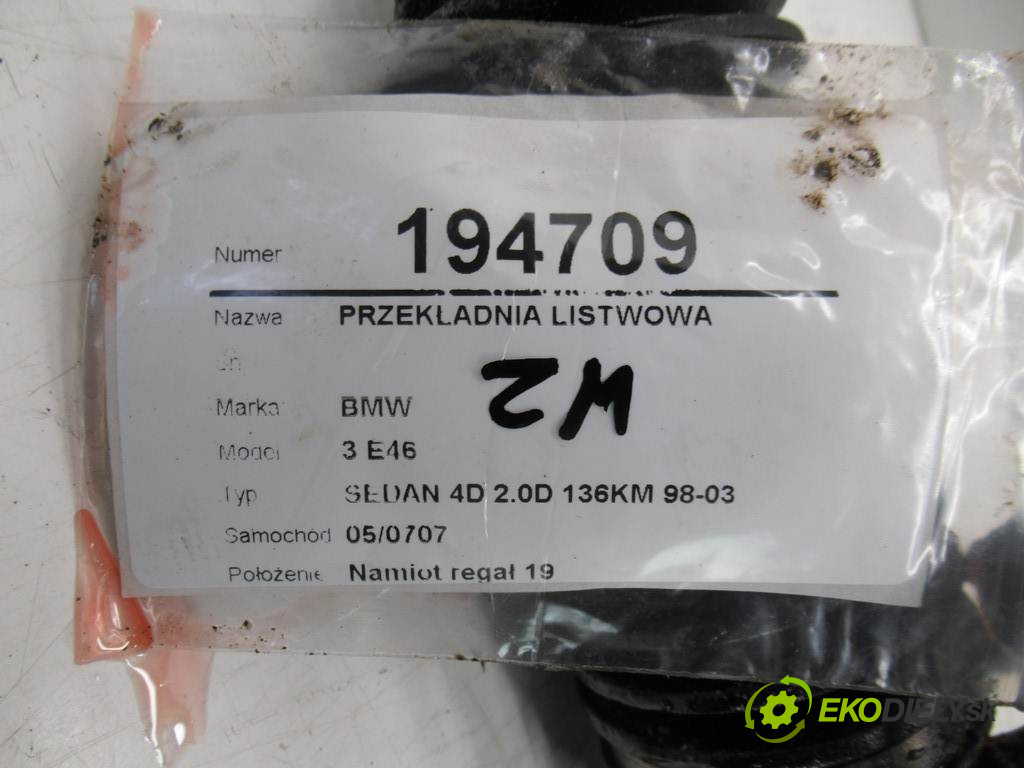 Numer 194709
Nazwa PRZEKŁADNIA LISTWOWA
W2
Marka BMW
Model 3 E46
Typ SEDAN 4D 2.0D 136KM 98-03
Samochód 05/0707
Położenie Namiot regał 19
EKODIELY.SK